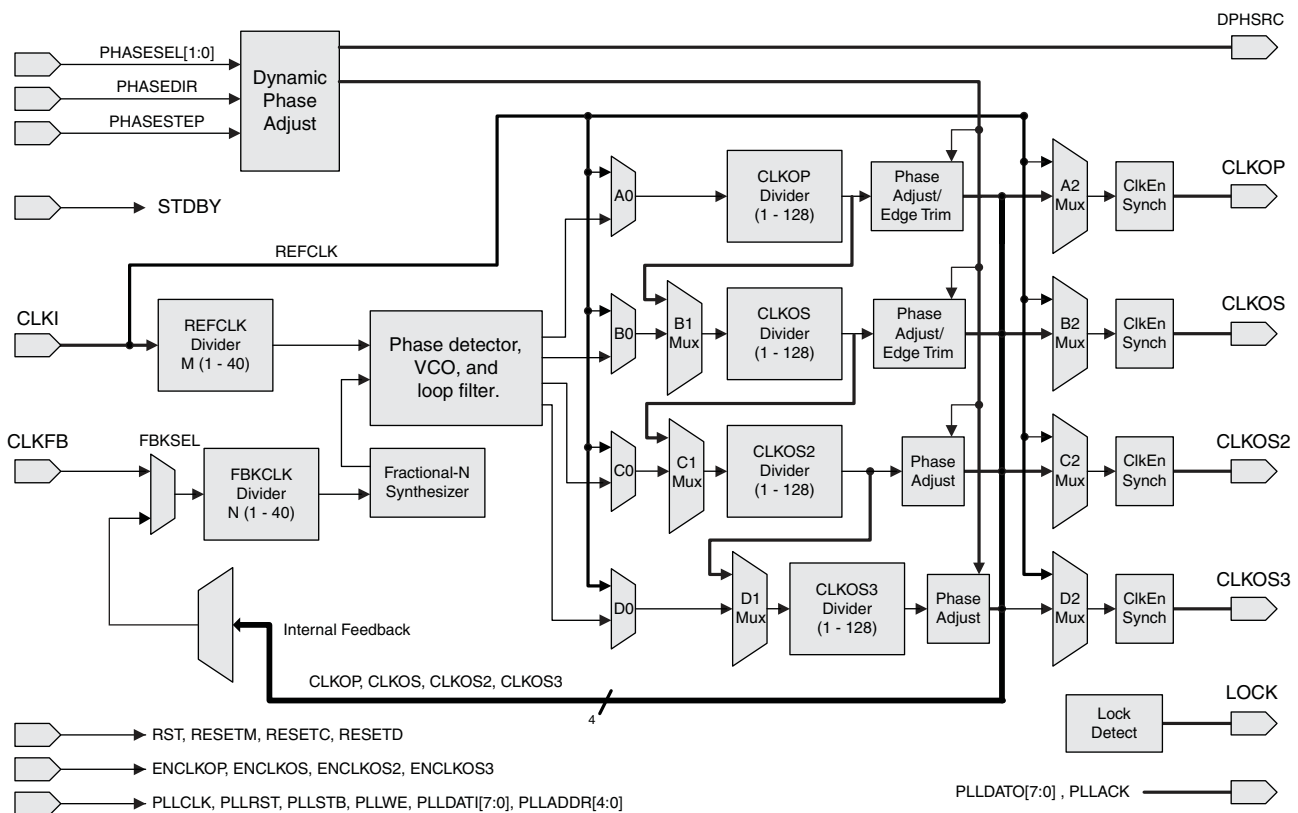 DPHSRC
PHASESEL[1:0]
PHASEDIR
PHASESTEP
Dynamic
Phase
Adjust
STDBY
REFCLK
CLKI
REFCLK
Divider
M (1 - 40)
Phase detector,
VCO, and
loop filter.
CLKFB
FBKSEL
FBKCLK
Divider
N (1 - 40)
Fractional-N
Synthesizer
Internal Feedback
CLKOP, CLKOS, CLKOS2, CLKOS3
4
A0
CLKOP
Divider
(1 - 128)
Phase
Adjust/
Edge Trim
A2
Mux
ClkEn
Synch
CLKOP
B0
B1
Mux
CLKOS
Divider
(1 - 128)
Phase
Adjust/
Edge Trim
B2
Mux
ClkEn
Synch
CLKOS
C0
C1
Mux
CLKOS2
Divider
(1 - 128)
Phase
Adjust
C2
Mux
ClkEn
Synch
CLKOS2
D0
D1
Mux
CLKOS3
Divider
(1 - 128)
Phase
Adjust
D2
Mux
ClkEn
Synch
CLKOS3
Lock
Detect
LOCK
RST, RESETM, RESETC, RESETD
ENCLKOP, ENCLKOS, ENCLKOS2, ENCLKOS3
PLLCLK, PLLRST, PLLSTB, PLLWE, PLLDATI[7:0], PLLADDR[4:0]
PLLDATO[7:0] , PLLACK